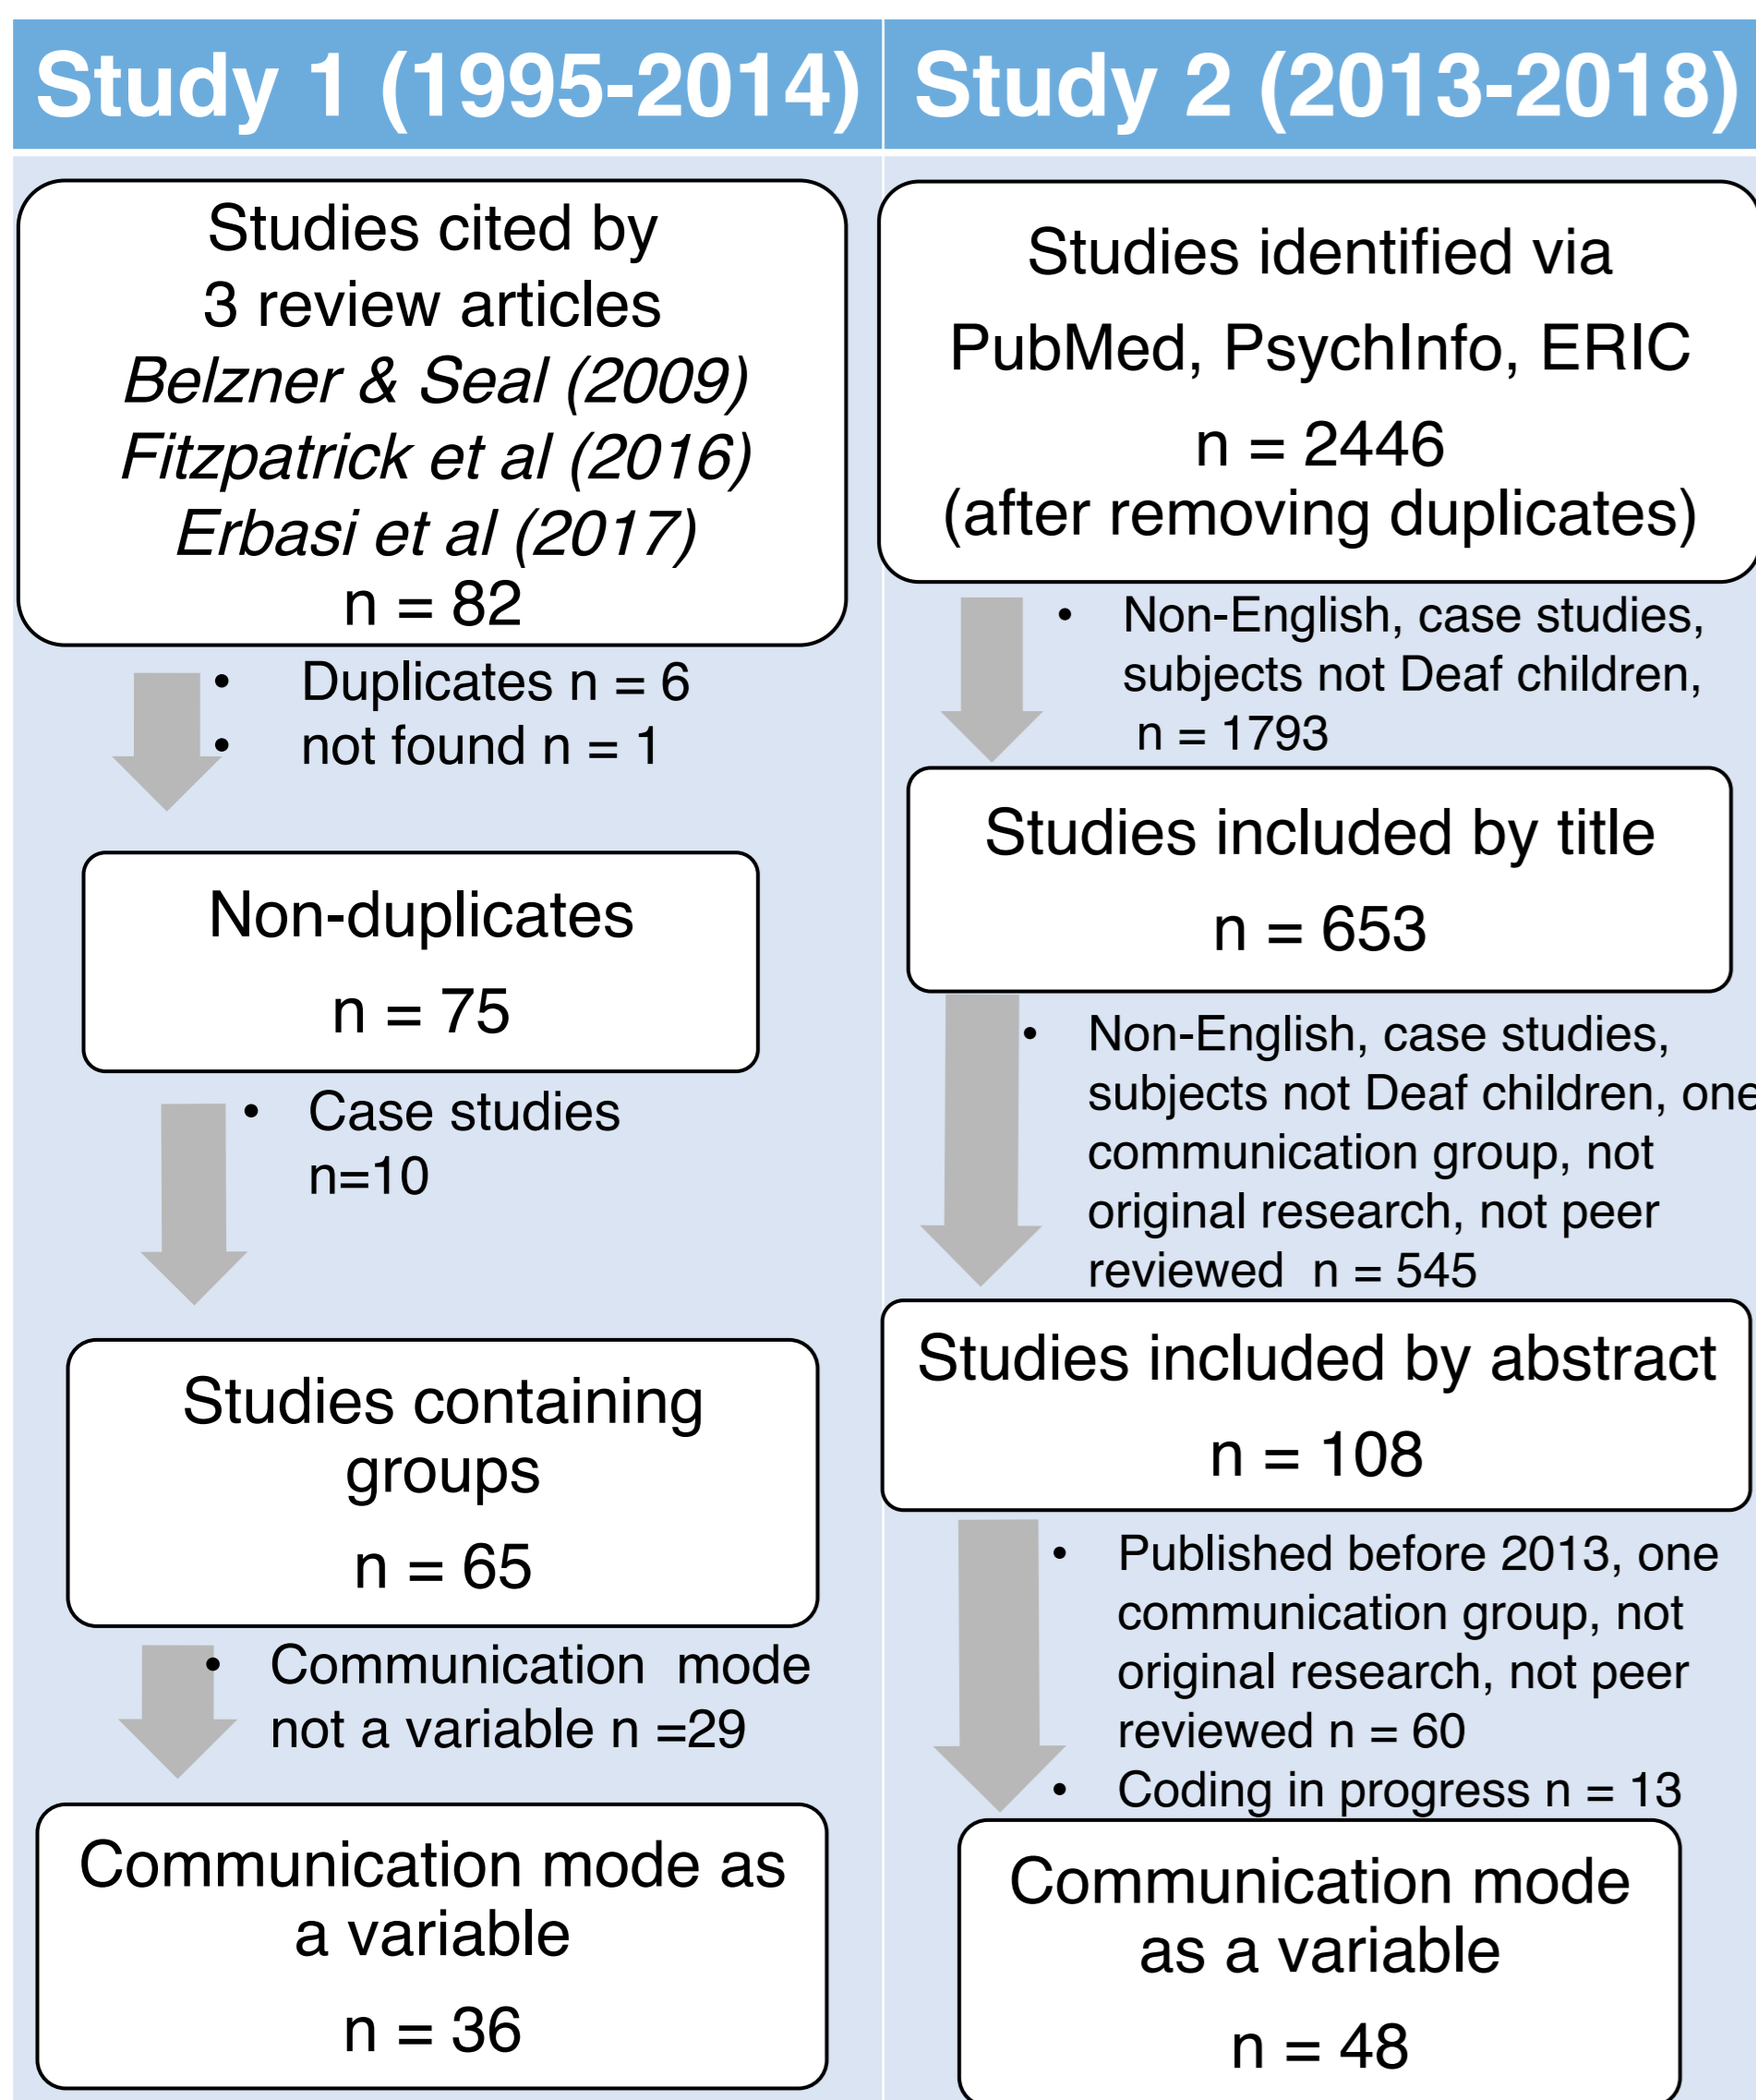 Study 1 (1995-2014)
Studies cited by
3 review articles
Belzner & Seal (2009)
Fitzpatrick et al (2016)
Erbasi et al (2017)
n = 82
• Duplicates n = 6
• not found n = 1
Non-duplicates
n = 75
• Case studies
n=10
Studies containing
groups
n = 65
• Communication mode
not a variable n =29
Communication mode as
a variable
n = 36
Study 2 (2013-2018)
Studies identified via
PubMed, PsychInfo, ERIC
n = 2446
(after removing duplicates)
• Non-English, case studies,
subjects not Deaf children,
n = 1793
Studies included by title
n = 653
• Non-English, case studies,
subjects not Deaf children, one
communication group, not
original research, not peer
reviewed n = 545
Studies included by abstract
n = 108
• Published before 2013, one
communication group, not
original research, not peer
reviewed n = 60
• Coding in progress n = 13
Communication mode
as a variable
n = 48